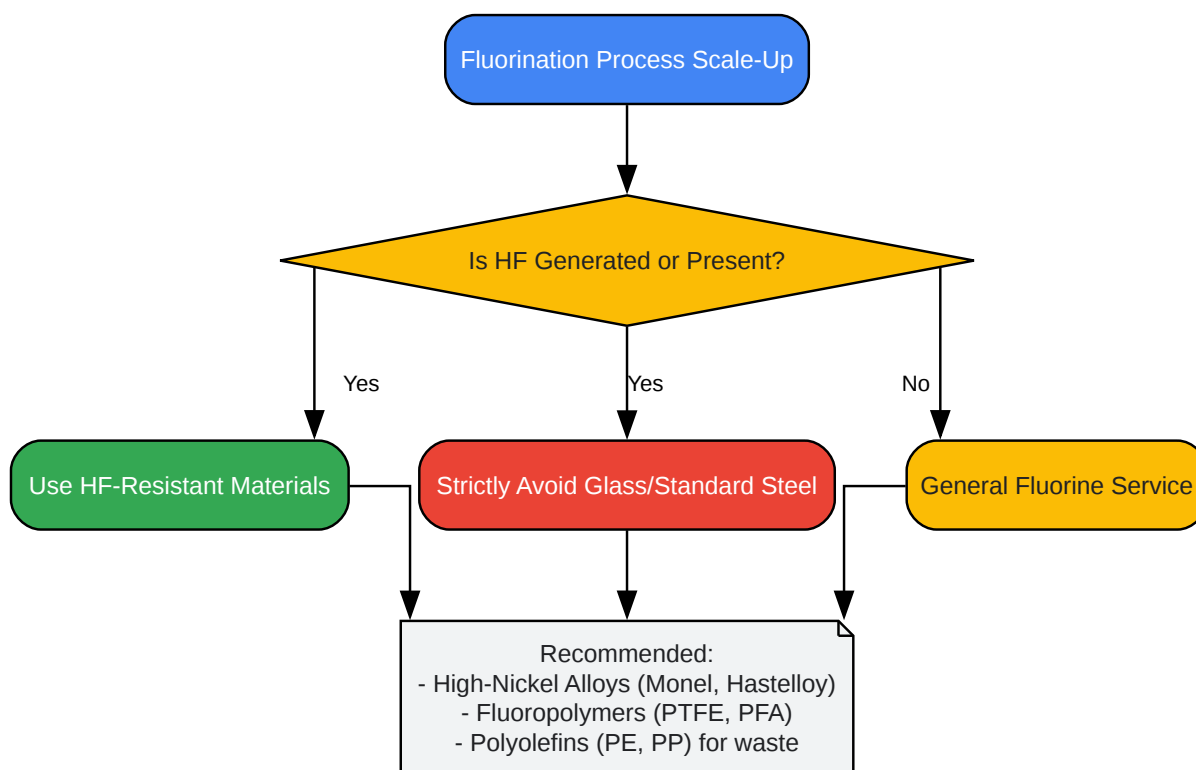 Fluorination Process Scale-Up
Is HF Generated or Present?
Yes
Yes
No
Use HF-Resistant Materials
Strictly Avoid Glass/Standard Steel
General Fluorine Service
Recommended:
- High-Nickel Alloys (Monel, Hastelloy)
- Fluoropolymers (PTFE, PFA)
- Polyolefins (PE, PP) for waste